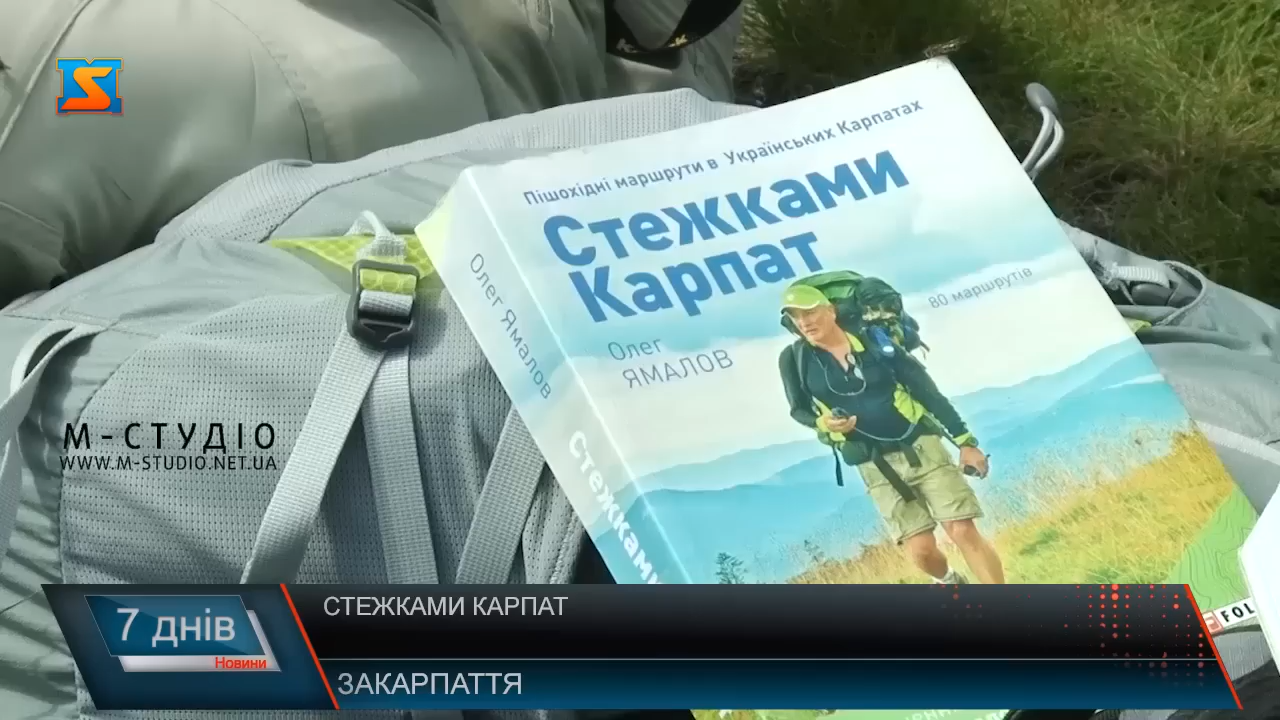 Пішохідні маршрути в Українських Карпатах
Стежками
Карпат
80 маршрутів
Олег
ЯМАЛОВ
Олег Ямалов
Стежками
М-СТУДІО
WWW.M-STUDIO.NET.UA
7 днів
Новини
СТЕЖКАМИ КАРПАТ
ЗАКАРПАТТЯ
FOL